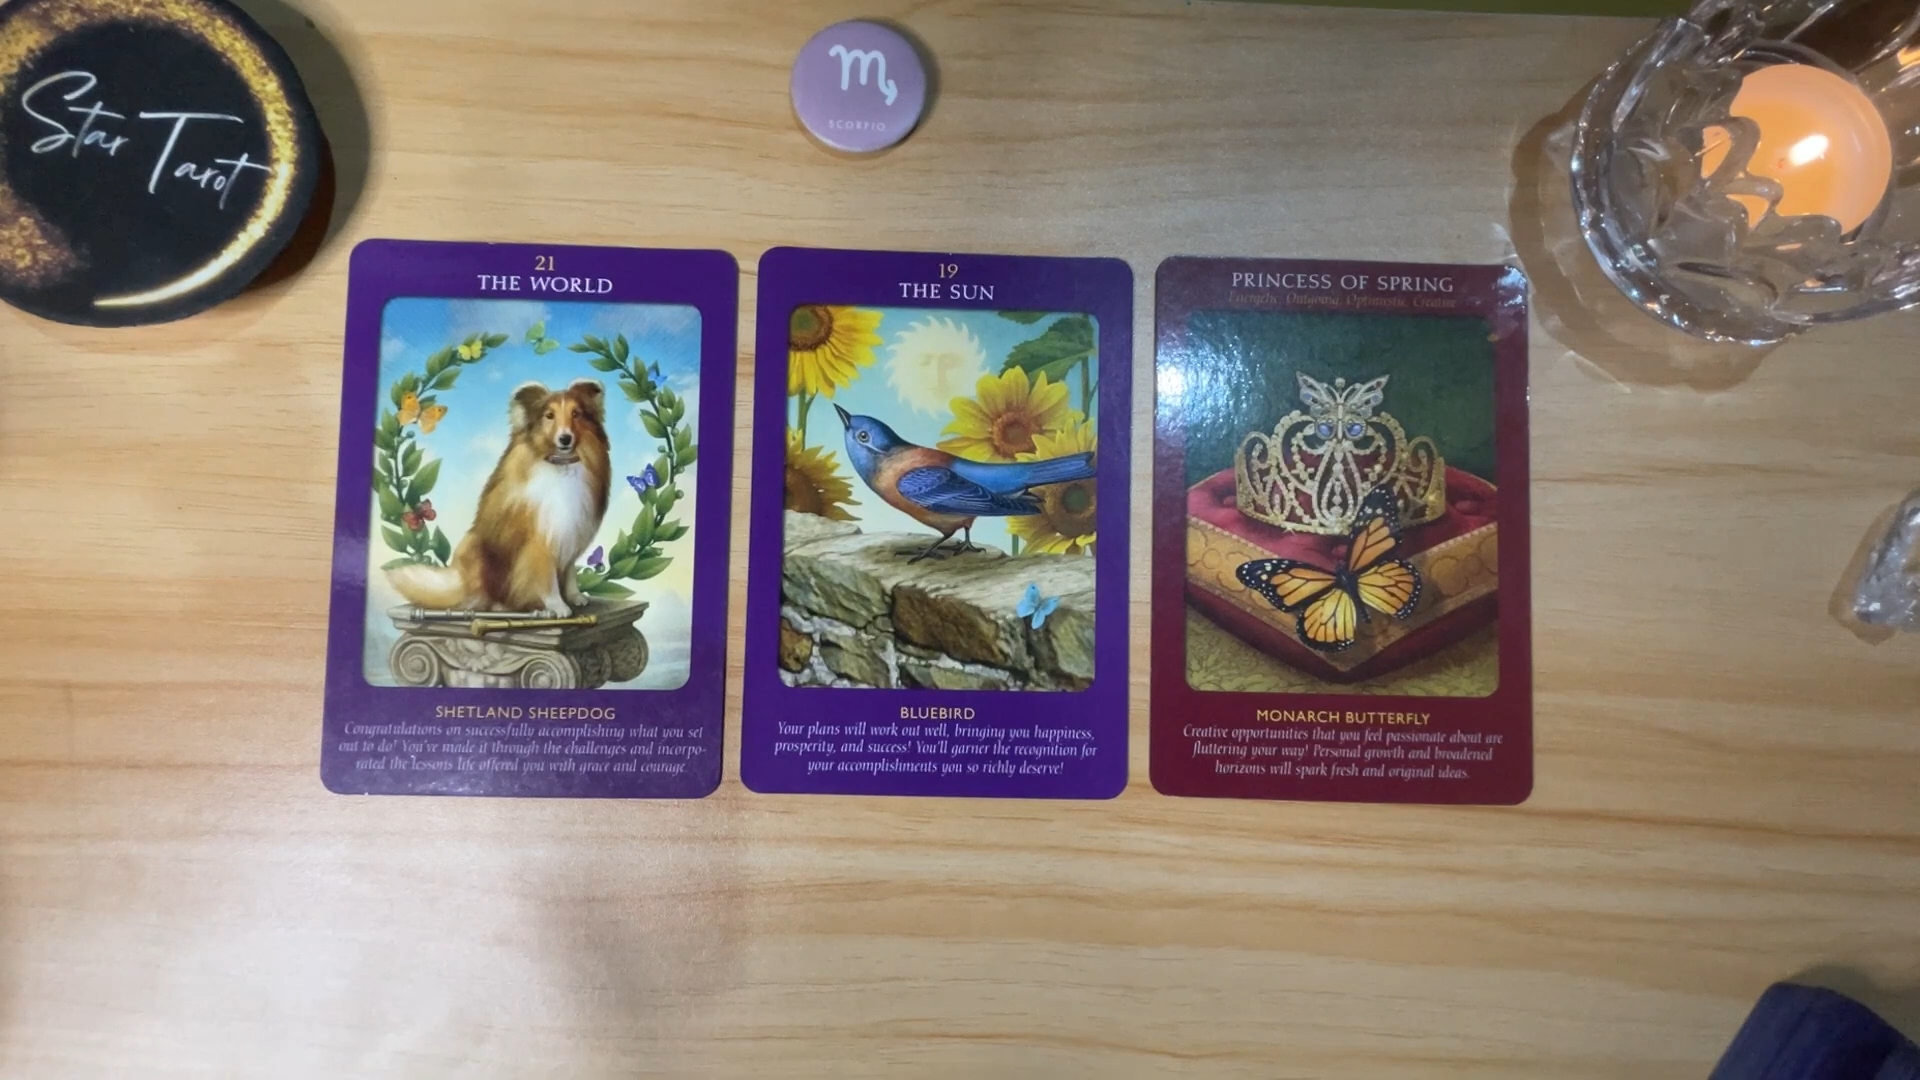 Star Tarot
SCORPIO
21
THE WORLD
SHETLAND SHEEPDOG
Congratulations on successfully accomplishing what you set
out to do! You've made it through the challenges and incorpo-
rated the lessons life offered you with grace and courage.
19
THE SUN
BLUEBIRD
Your plans will work out well, bringing you happiness,
prosperity, and success! You'll garner the recognition for
your accomplishments you so richly deserve!
PRINCESS OF SPRING
Energetic, Outgoing, Optimistic, Creative
MONARCH BUTTERFLY
Creative opportunities that you feel passionate about are
fluttering your way! Personal growth and broadened
horizons will spark fresh and original ideas.